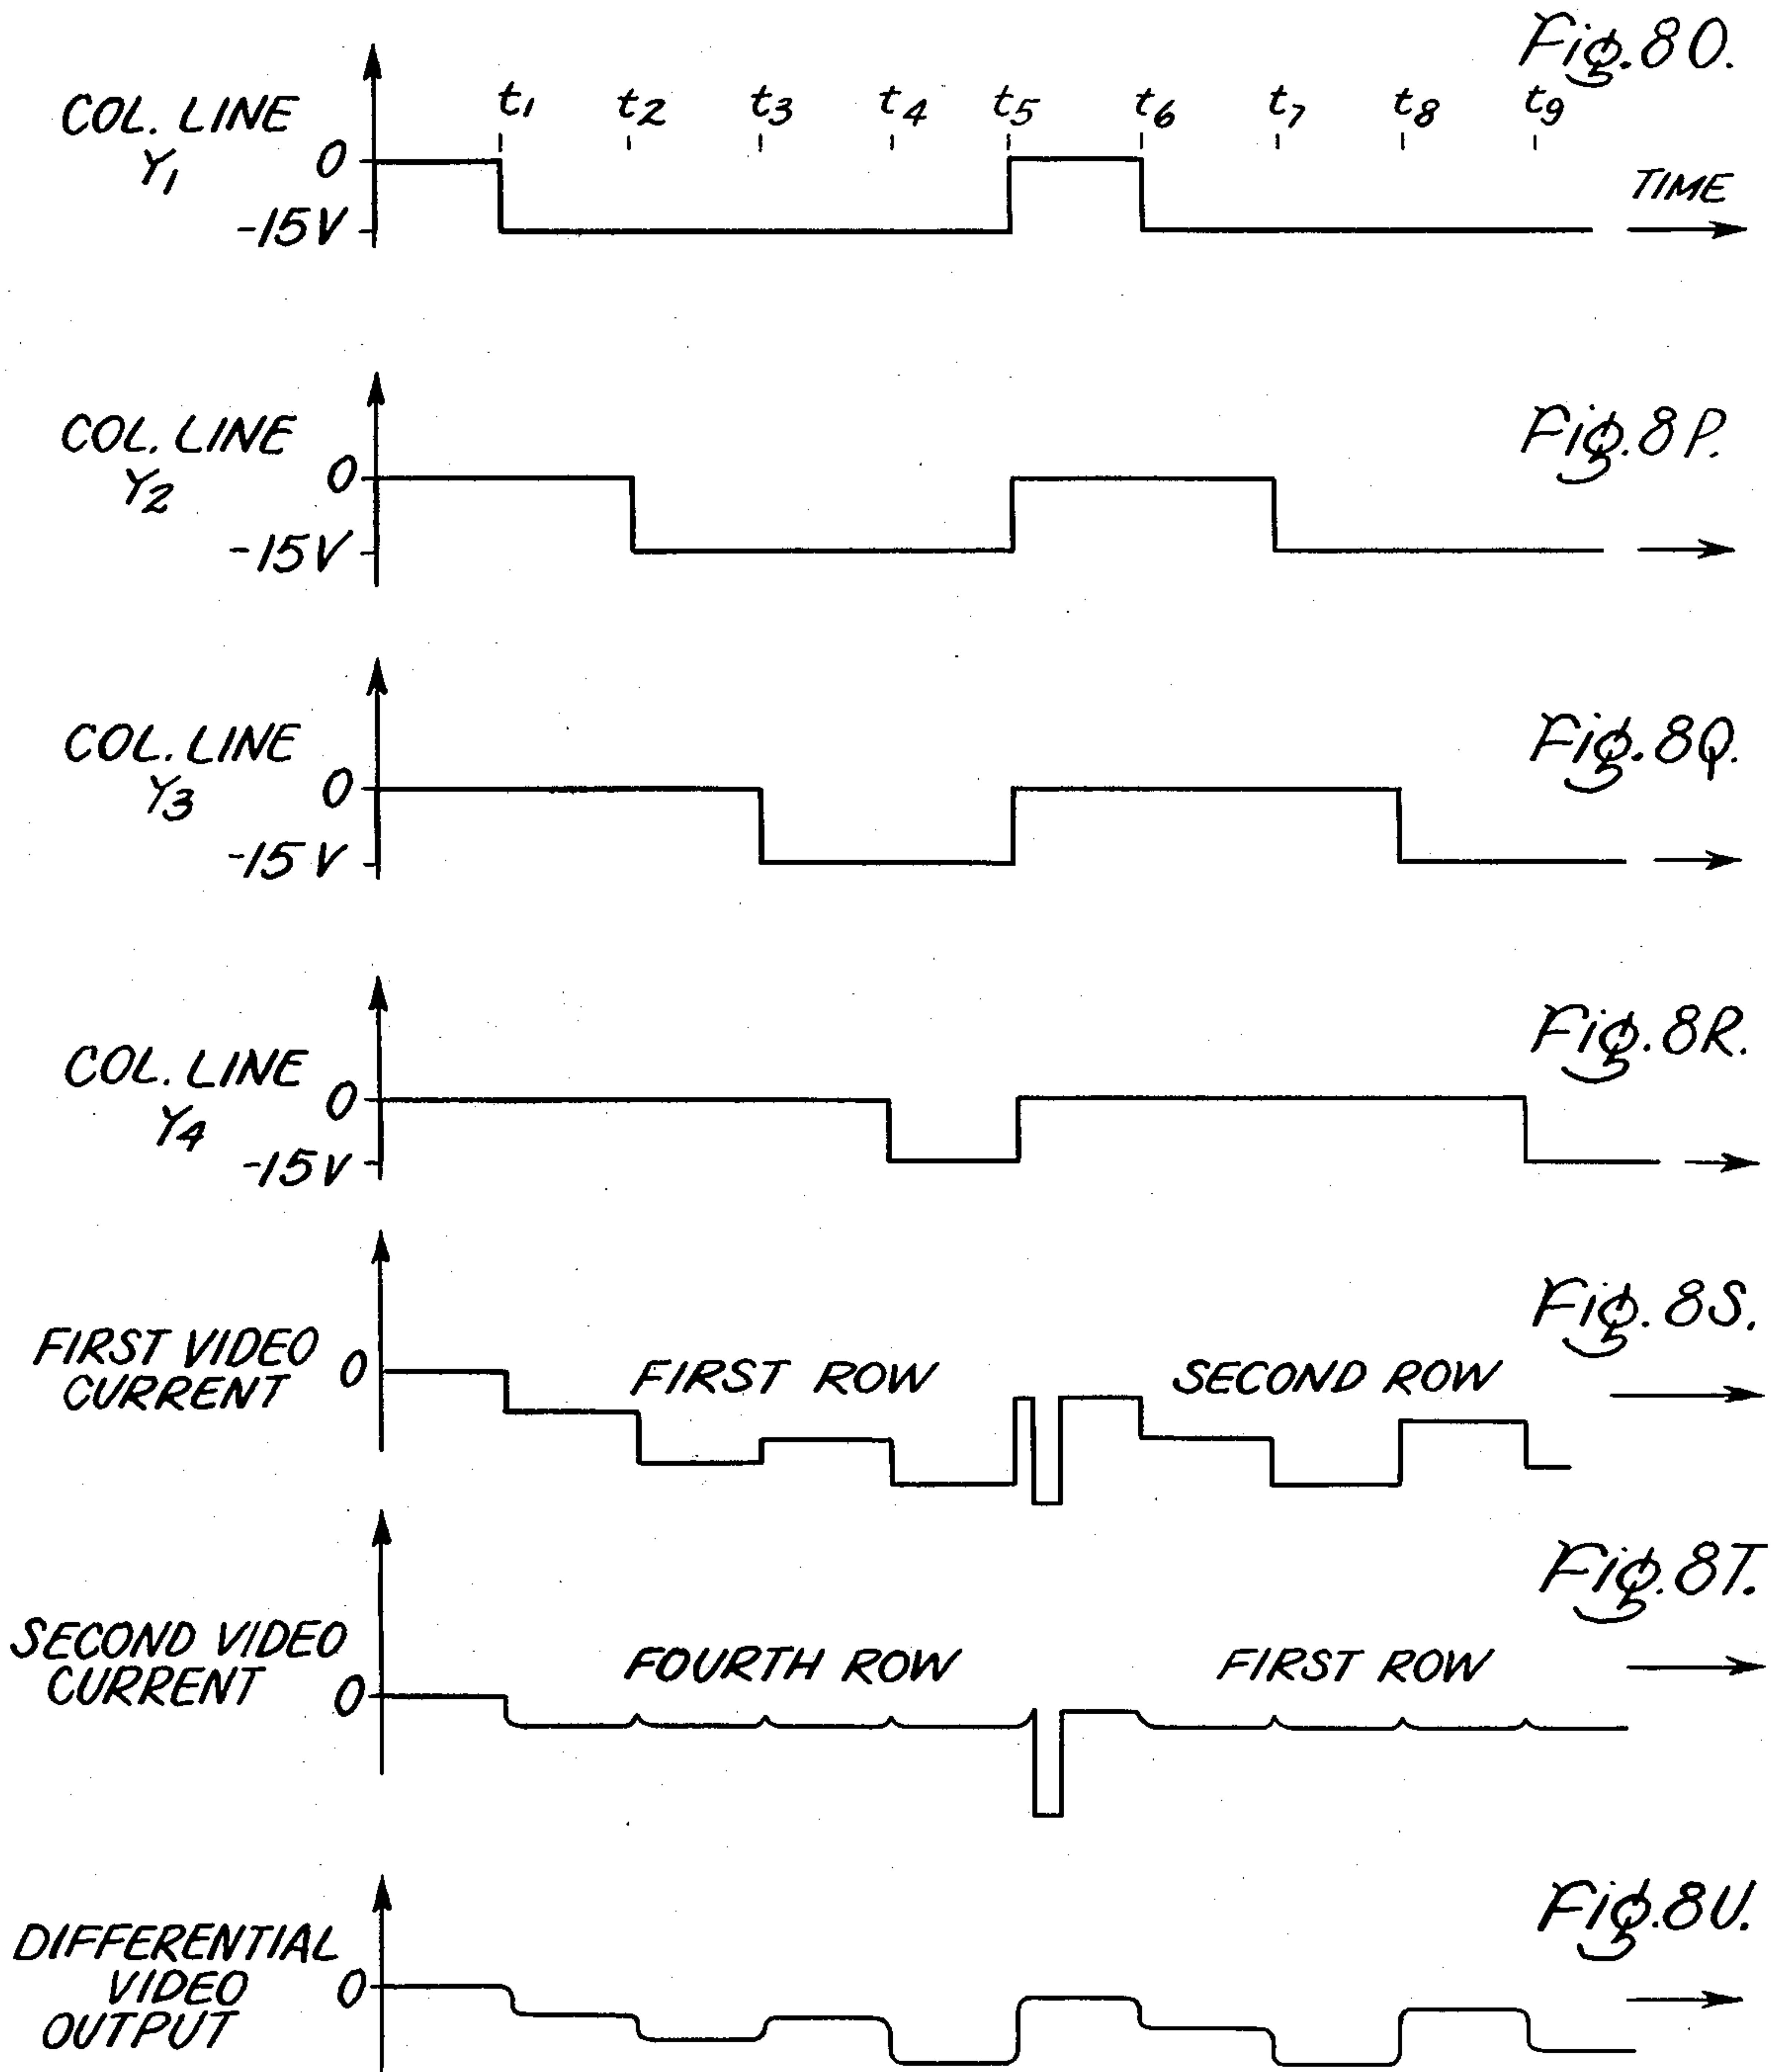 Fig. 8O.
COL. LINE
Y1
t1 t2 t3 t4 t5 t6 t7 t8 t9
0
-15V
TIME
Fig. 8P.
COL. LINE
Y2
0
-15V
Fig. 8Q.
COL. LINE
Y3
0
-15V
Fig. 8R.
COL. LINE
Y4
0
-15V
Fig. 8S.
FIRST VIDEO
CURRENT
0
FIRST ROW
SECOND ROW
Fig. 8T.
SECOND VIDEO
CURRENT
0
FOURTH ROW
FIRST ROW
Fig. 8U.
DIFFERENTIAL
VIDEO
OUTPUT
0